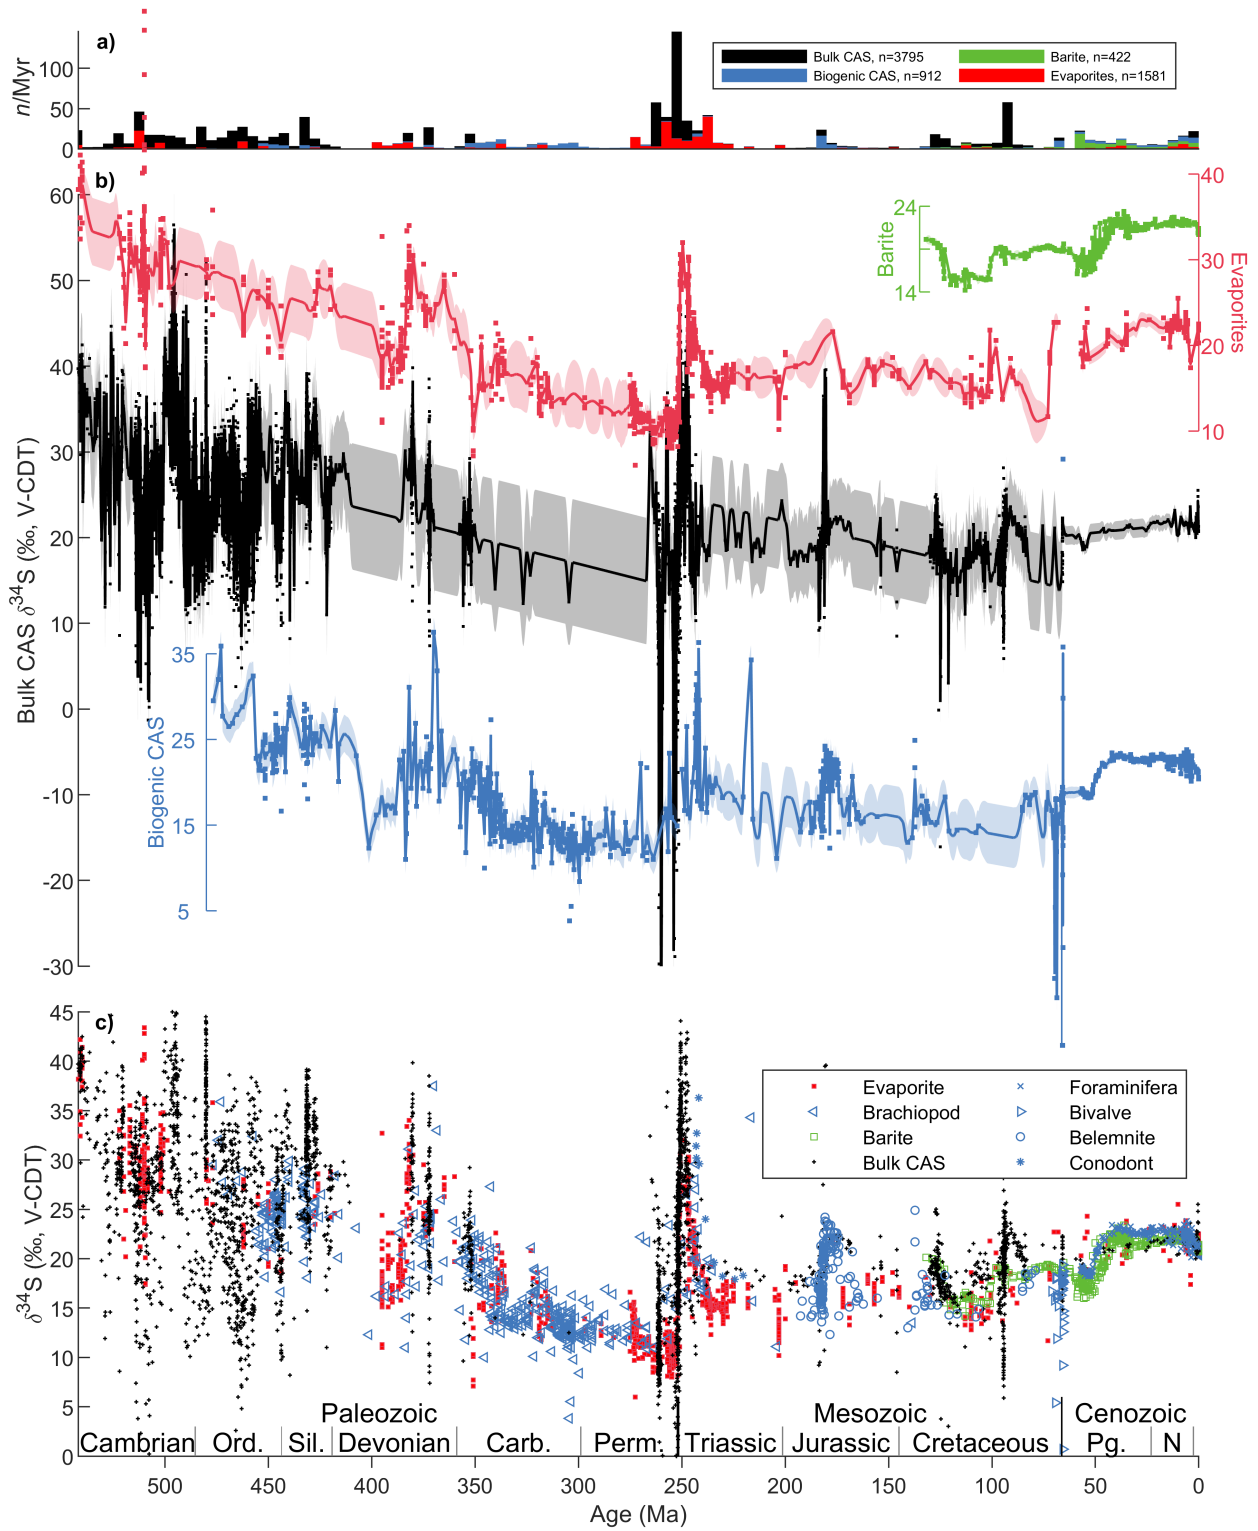 a)
n/Myr
100
50
0
Bulk CAS, n=3795
Biogenic CAS, n=912
Barite, n=422
Evaporites, n=1581
b)
Bulk CAS δ34S (‰, V-CDT)
60
50
40
30
20
10
0
-10
-20
-30
Barite
24
14
40
30
20
10
Evaporites
Biogenic CAS
35
25
15
5
c)
δ34S (‰, V-CDT)
45
40
35
30
25
20
15
10
5
0
Evaporite
Brachiopod
Barite
Bulk CAS
Foraminifera
Bivalve
Belemnite
Conodont
Paleozoic Mesozoic Cenozoic
Cambrian Ord. Sil. Devonian Carb. Perm. Triassic Jurassic Cretaceous Pg. N
500 450 400 350 300 250 200 150 100 50 0
Age (Ma)